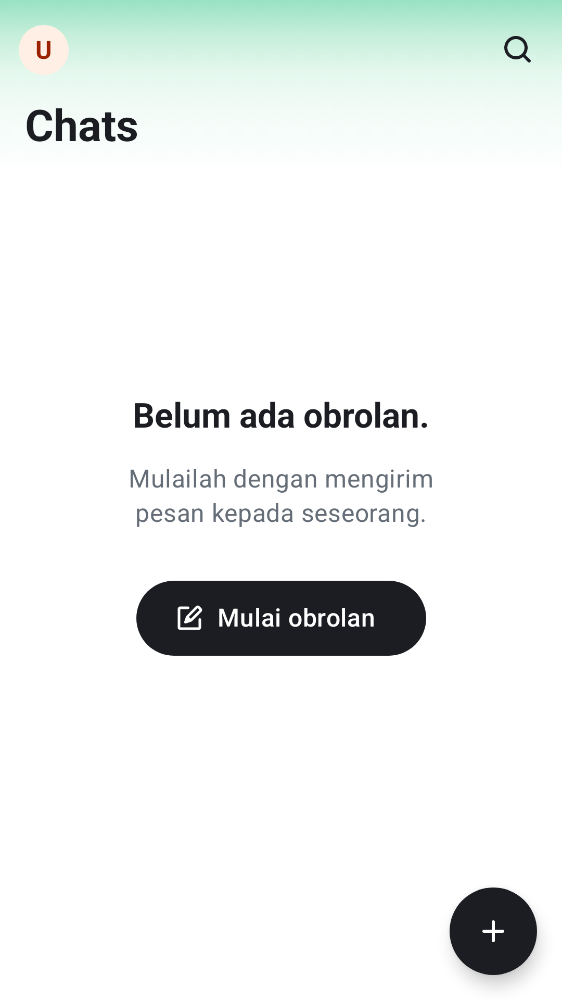 U
Chats
Belum ada obrolan.
Mulailah dengan mengirim
pesan kepada seseorang.
Mulai obrolan